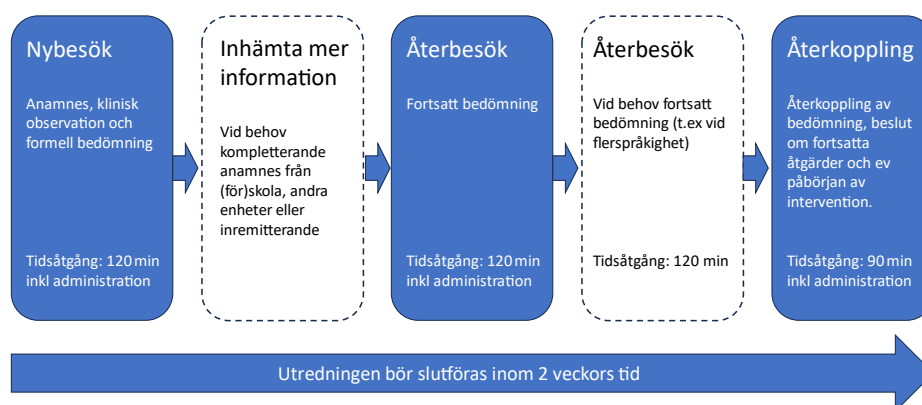 Nybesök
Anamnes, klinisk
observation och
formell bedömning
Tidsåtgång: 120 min
inkl administration
Inhämta mer
information
Vid behov
kompletterande
anamnes från
(för)skola, andra
enheter eller
inremitterande
Återbesök
Fortsatt bedömning
Tidsåtgång: 120 min
inkl administration
Återbesök
Vid behov fortsatt
bedömning (t.ex vid
flerspråkighet)
Tidsåtgång: 120 min
Återkoppling
Återkoppling av
bedömning, beslut
om fortsatta
åtgärder och ev
påbörjan av
intervention.
Tidsåtgång: 90 min
inkl administration
Utredningen bör slutföras inom 2 veckors tid